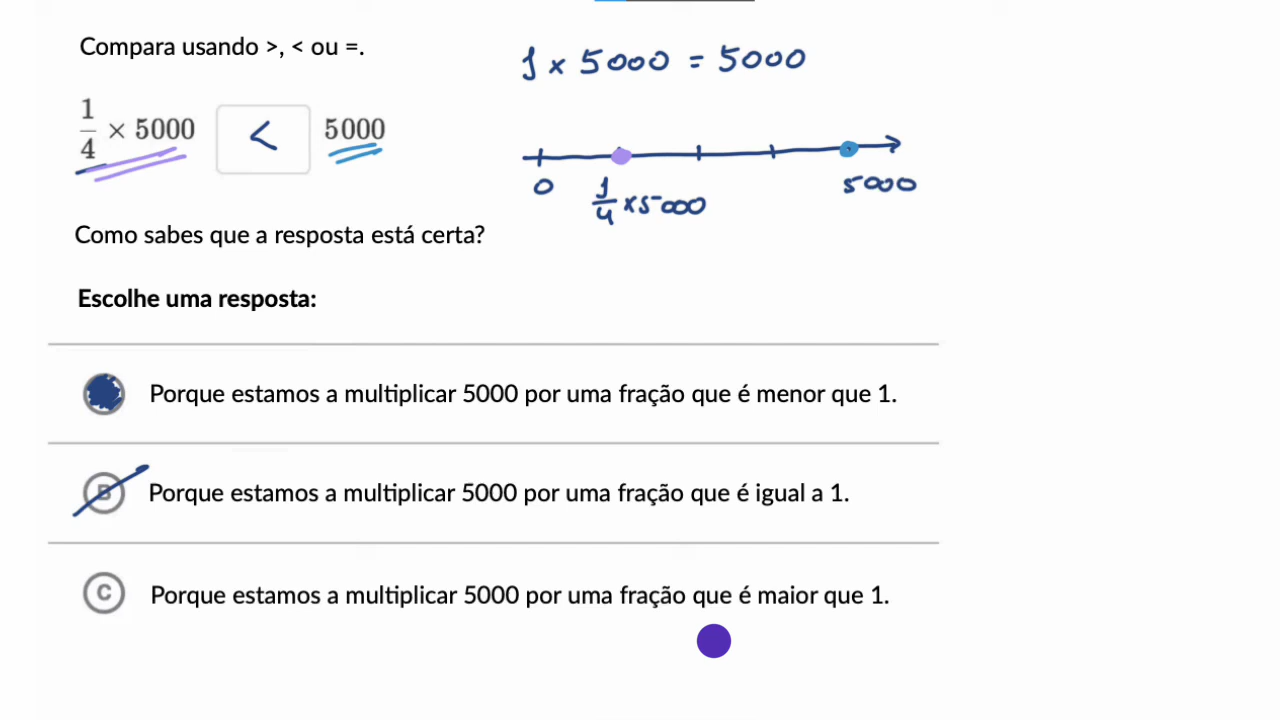 Compara usando >, < ou =.
1 × 5000 = 5000
1/4 × 5000 < 5000
0 1/4 × 5000 5000
Como sabes que a resposta está certa?
Escolhe uma resposta:
Porque estamos a multiplicar 5000 por uma fração que é menor que 1.
B Porque estamos a multiplicar 5000 por uma fração que é igual a 1.
C Porque estamos a multiplicar 5000 por uma fração que é maior que 1.